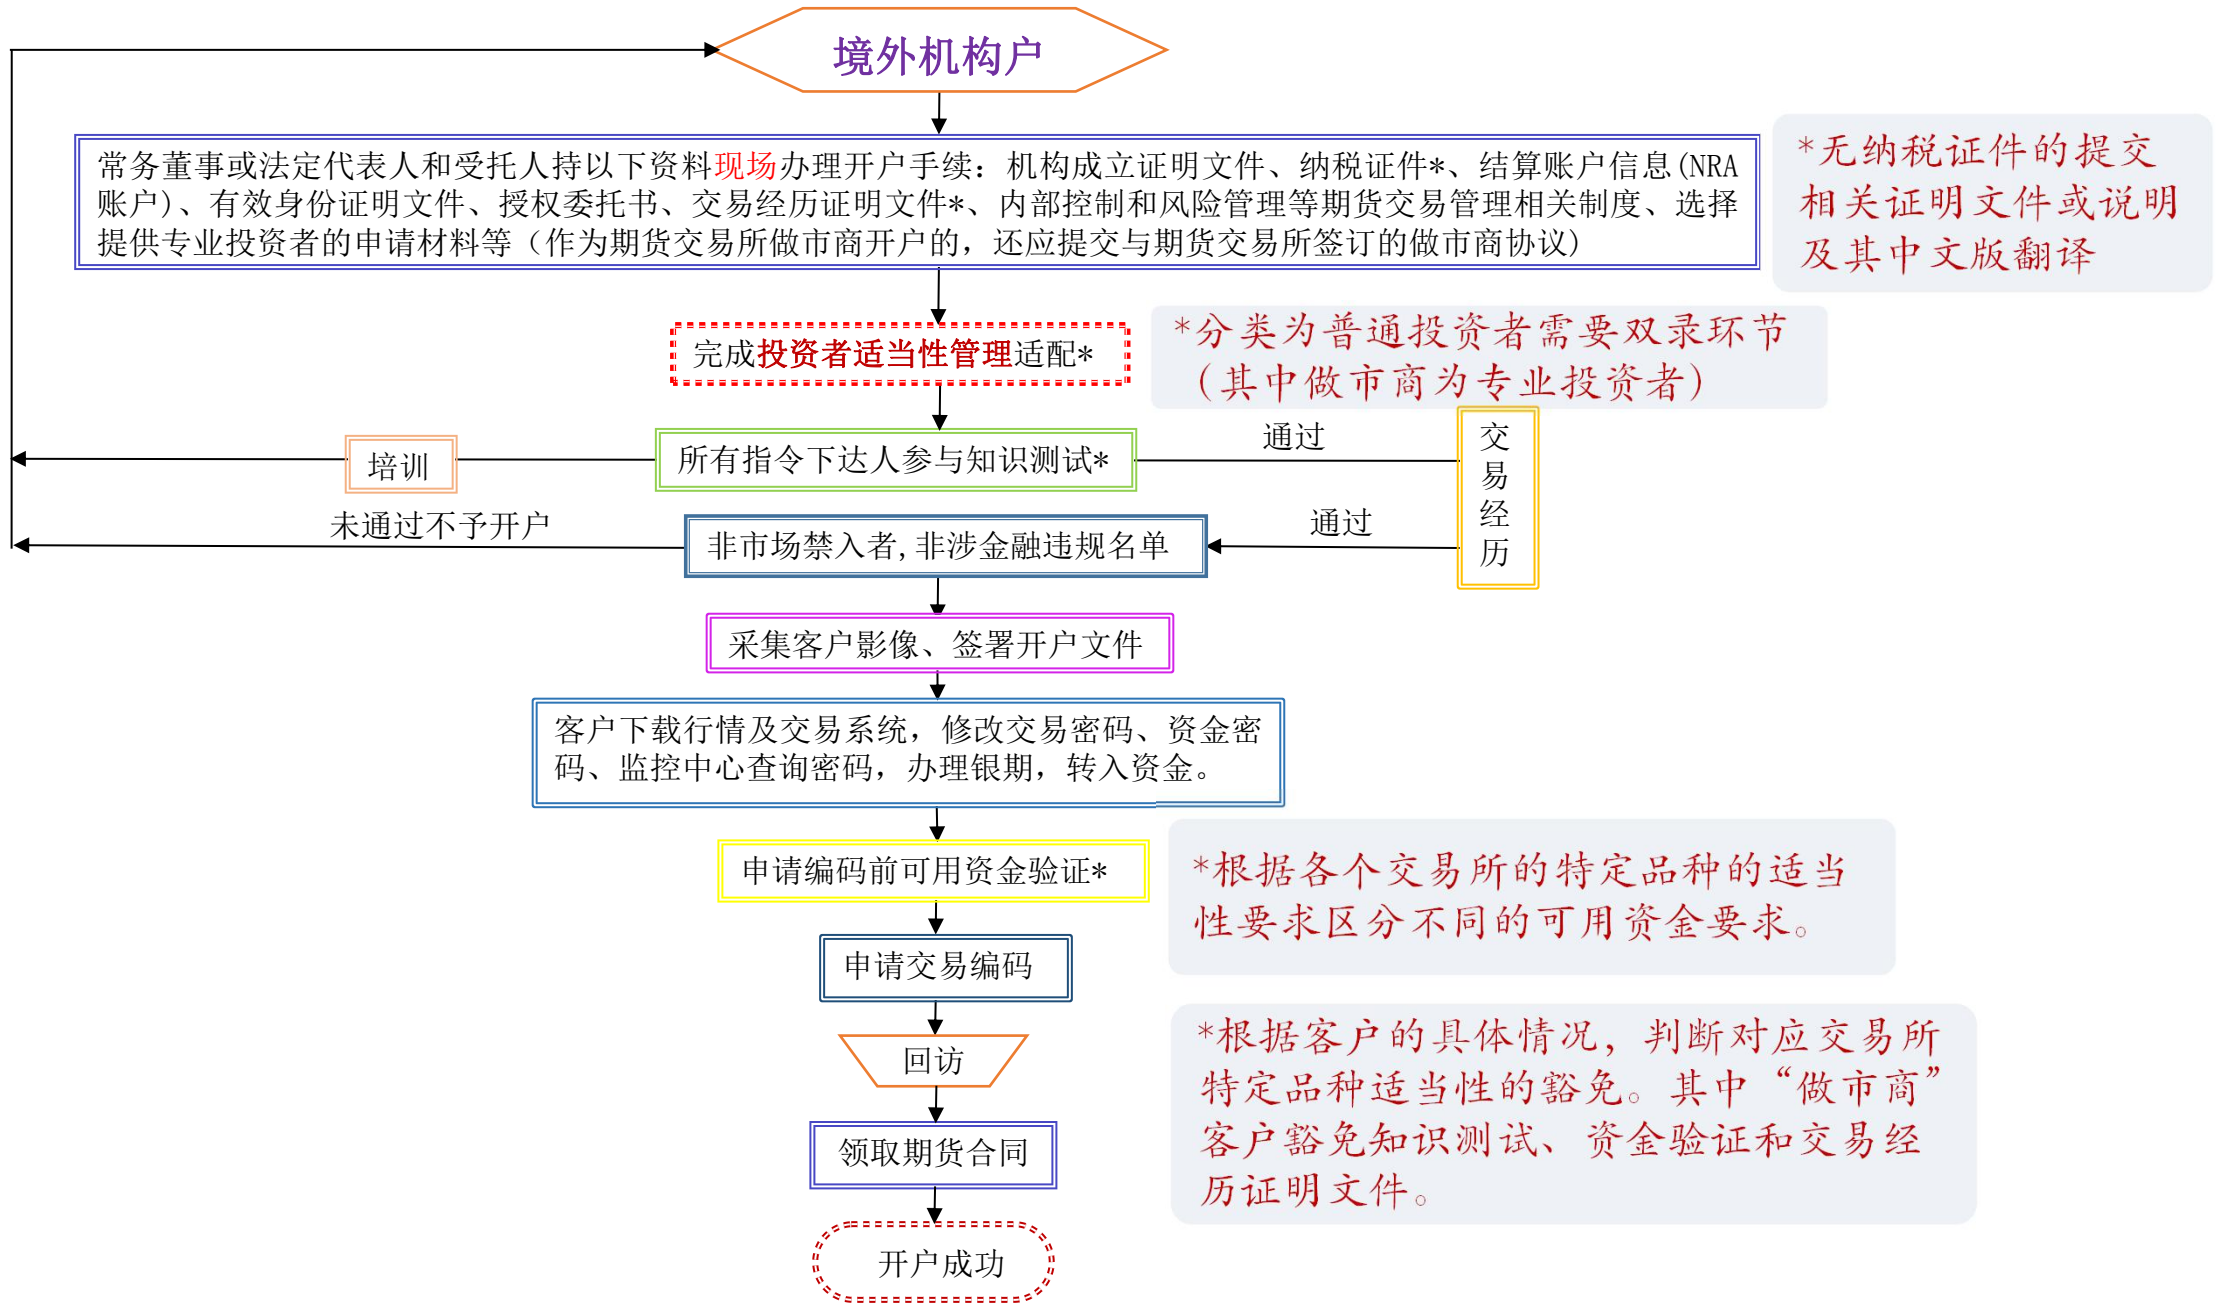 境外机构户
常务董事或法定代表人和受托人持以下资料现场办理开户手续：机构成立证明文件、纳税证件*、结算账户信息(NRA
账户)、有效身份证明文件、授权委托书、交易经历证明文件*、内部控制和风险管理等期货交易管理相关制度、选择
提供专业投资者的申请材料等（作为期货交易所做市商开户的，还应提交与期货交易所签订的做市商协议)
*无纳税证件的提交
相关证明文件或说明
及其中文版翻译
完成投资者适当性管理适配*
*分类为普通投资者需要双录环节
（其中做市商为专业投资者）
培训
所有指令下达人参与知识测试*
通过
交
易
经
历
未通过不予开户
非市场禁入者,非涉金融违规名单
通过
采集客户影像、签署开户文件
客户下载行情及交易系统，修改交易密码、资金密
码、监控中心查询密码，办理银期，转入资金。
申请编码前可用资金验证*
*根据各个交易所的特定品种的适当
性要求区分不同的可用资金要求。
申请交易编码
回访
*根据客户的具体情况，判断对应交易所
特定品种适当性的豁免。其中“做市商”
客户豁免知识测试、资金验证和交易经
历证明文件。
领取期货合同
开户成功